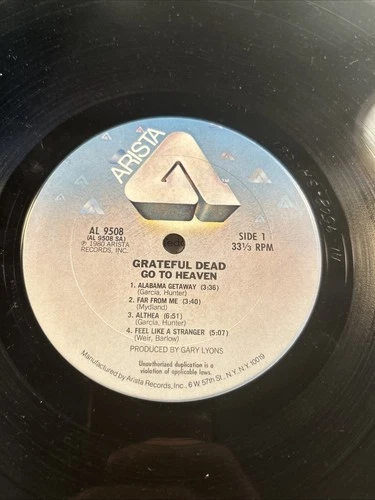 ARISTA
AL 9508
(AL 9508 SA)
℗ 1980 ARISTA
RECORDS, INC.
SIDE 1
33⅓ RPM
GRATEFUL DEAD
GO TO HEAVEN
1. ALABAMA GETAWAY (3:36)
(Garcia, Hunter)
2. FAR FROM ME (3:40)
(Mydland)
3. ALTHEA (6:51)
(Garcia, Hunter)
4. FEEL LIKE A STRANGER (5:07)
(Weir, Barlow)
PRODUCED BY GARY LYONS
Unauthorized duplication is a
violation of applicable laws.
Manufactured by Arista Records, Inc., 6 W. 57th St., N.Y., N.Y. 10019